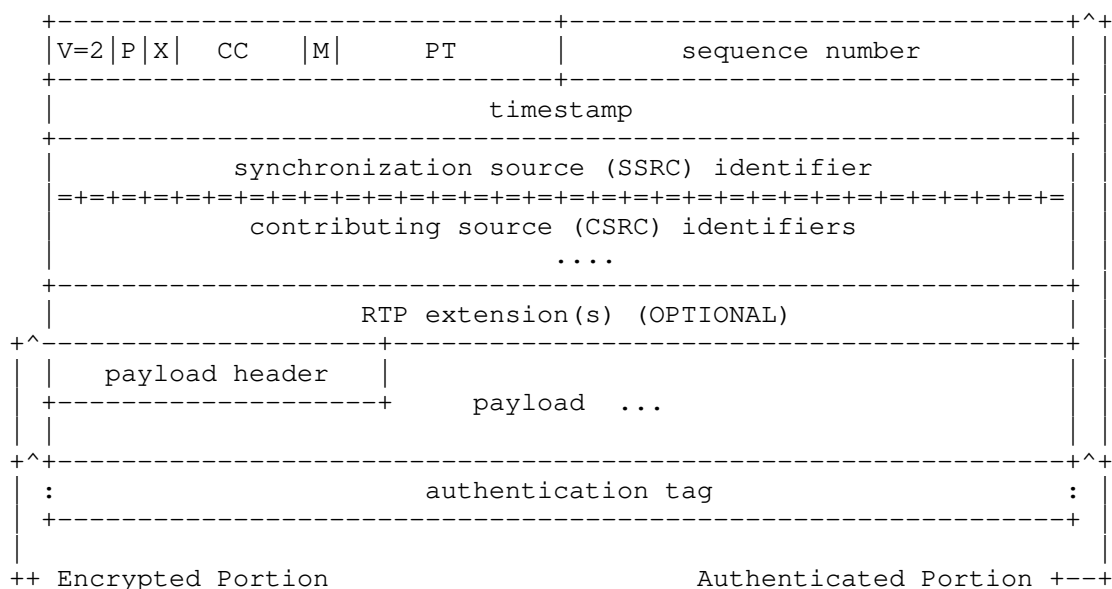 V=2 P X CC M PT sequence number
timestamp
synchronization source (SSRC) identifier
=+=+=+=+=+=+=+=+=+=+=+=+=+=+=+=+=+=+=+=+=+=+=+=+=+=+=+=+=+=+=+=
contributing source (CSRC) identifiers
....
RTP extension(s) (OPTIONAL)
payload header
payload ...
authentication tag
Encrypted Portion Authenticated Portion